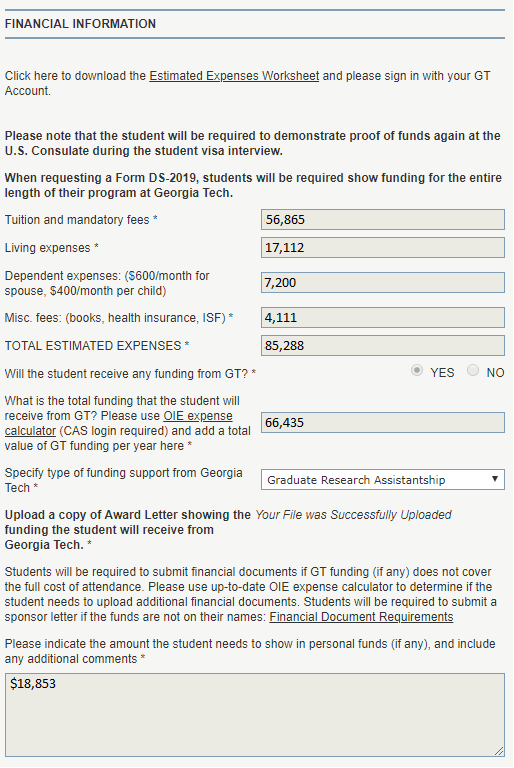 FINANCIAL INFORMATION
Click here to download the Estimated Expenses Worksheet and please sign in with your GT
Account.
Please note that the student will be required to demonstrate proof of funds again at the
U.S. Consulate during the student visa interview.
When requesting a Form DS-2019, students will be required show funding for the entire
length of their program at Georgia Tech.
Tuition and mandatory fees * 56,865
Living expenses * 17,112
Dependent expenses: ($600/month for
spouse, $400/month per child) 7,200
Misc. fees: (books, health insurance, ISF) * 4,111
TOTAL ESTIMATED EXPENSES * 85,288
Will the student receive any funding from GT? * YES NO
What is the total funding that the student will
receive from GT? Please use OIE expense
calculator (CAS login required) and add a total
value of GT funding per year here *
66,435
Specify type of funding support from Georgia
Tech *
Graduate Research Assistantship
Upload a copy of Award Letter showing the
funding the student will receive from
Georgia Tech. *
Your File was Successfully Uploaded
Students will be required to submit financial documents if GT funding (if any) does not cover
the full cost of attendance. Please use up-to-date OIE expense calculator to determine if the
student needs to upload additional financial documents. Students will be required to submit a
sponsor letter if the funds are not on their names: Financial Document Requirements
Please indicate the amount the student needs to show in personal funds (if any), and include
any additional comments *
$18,853